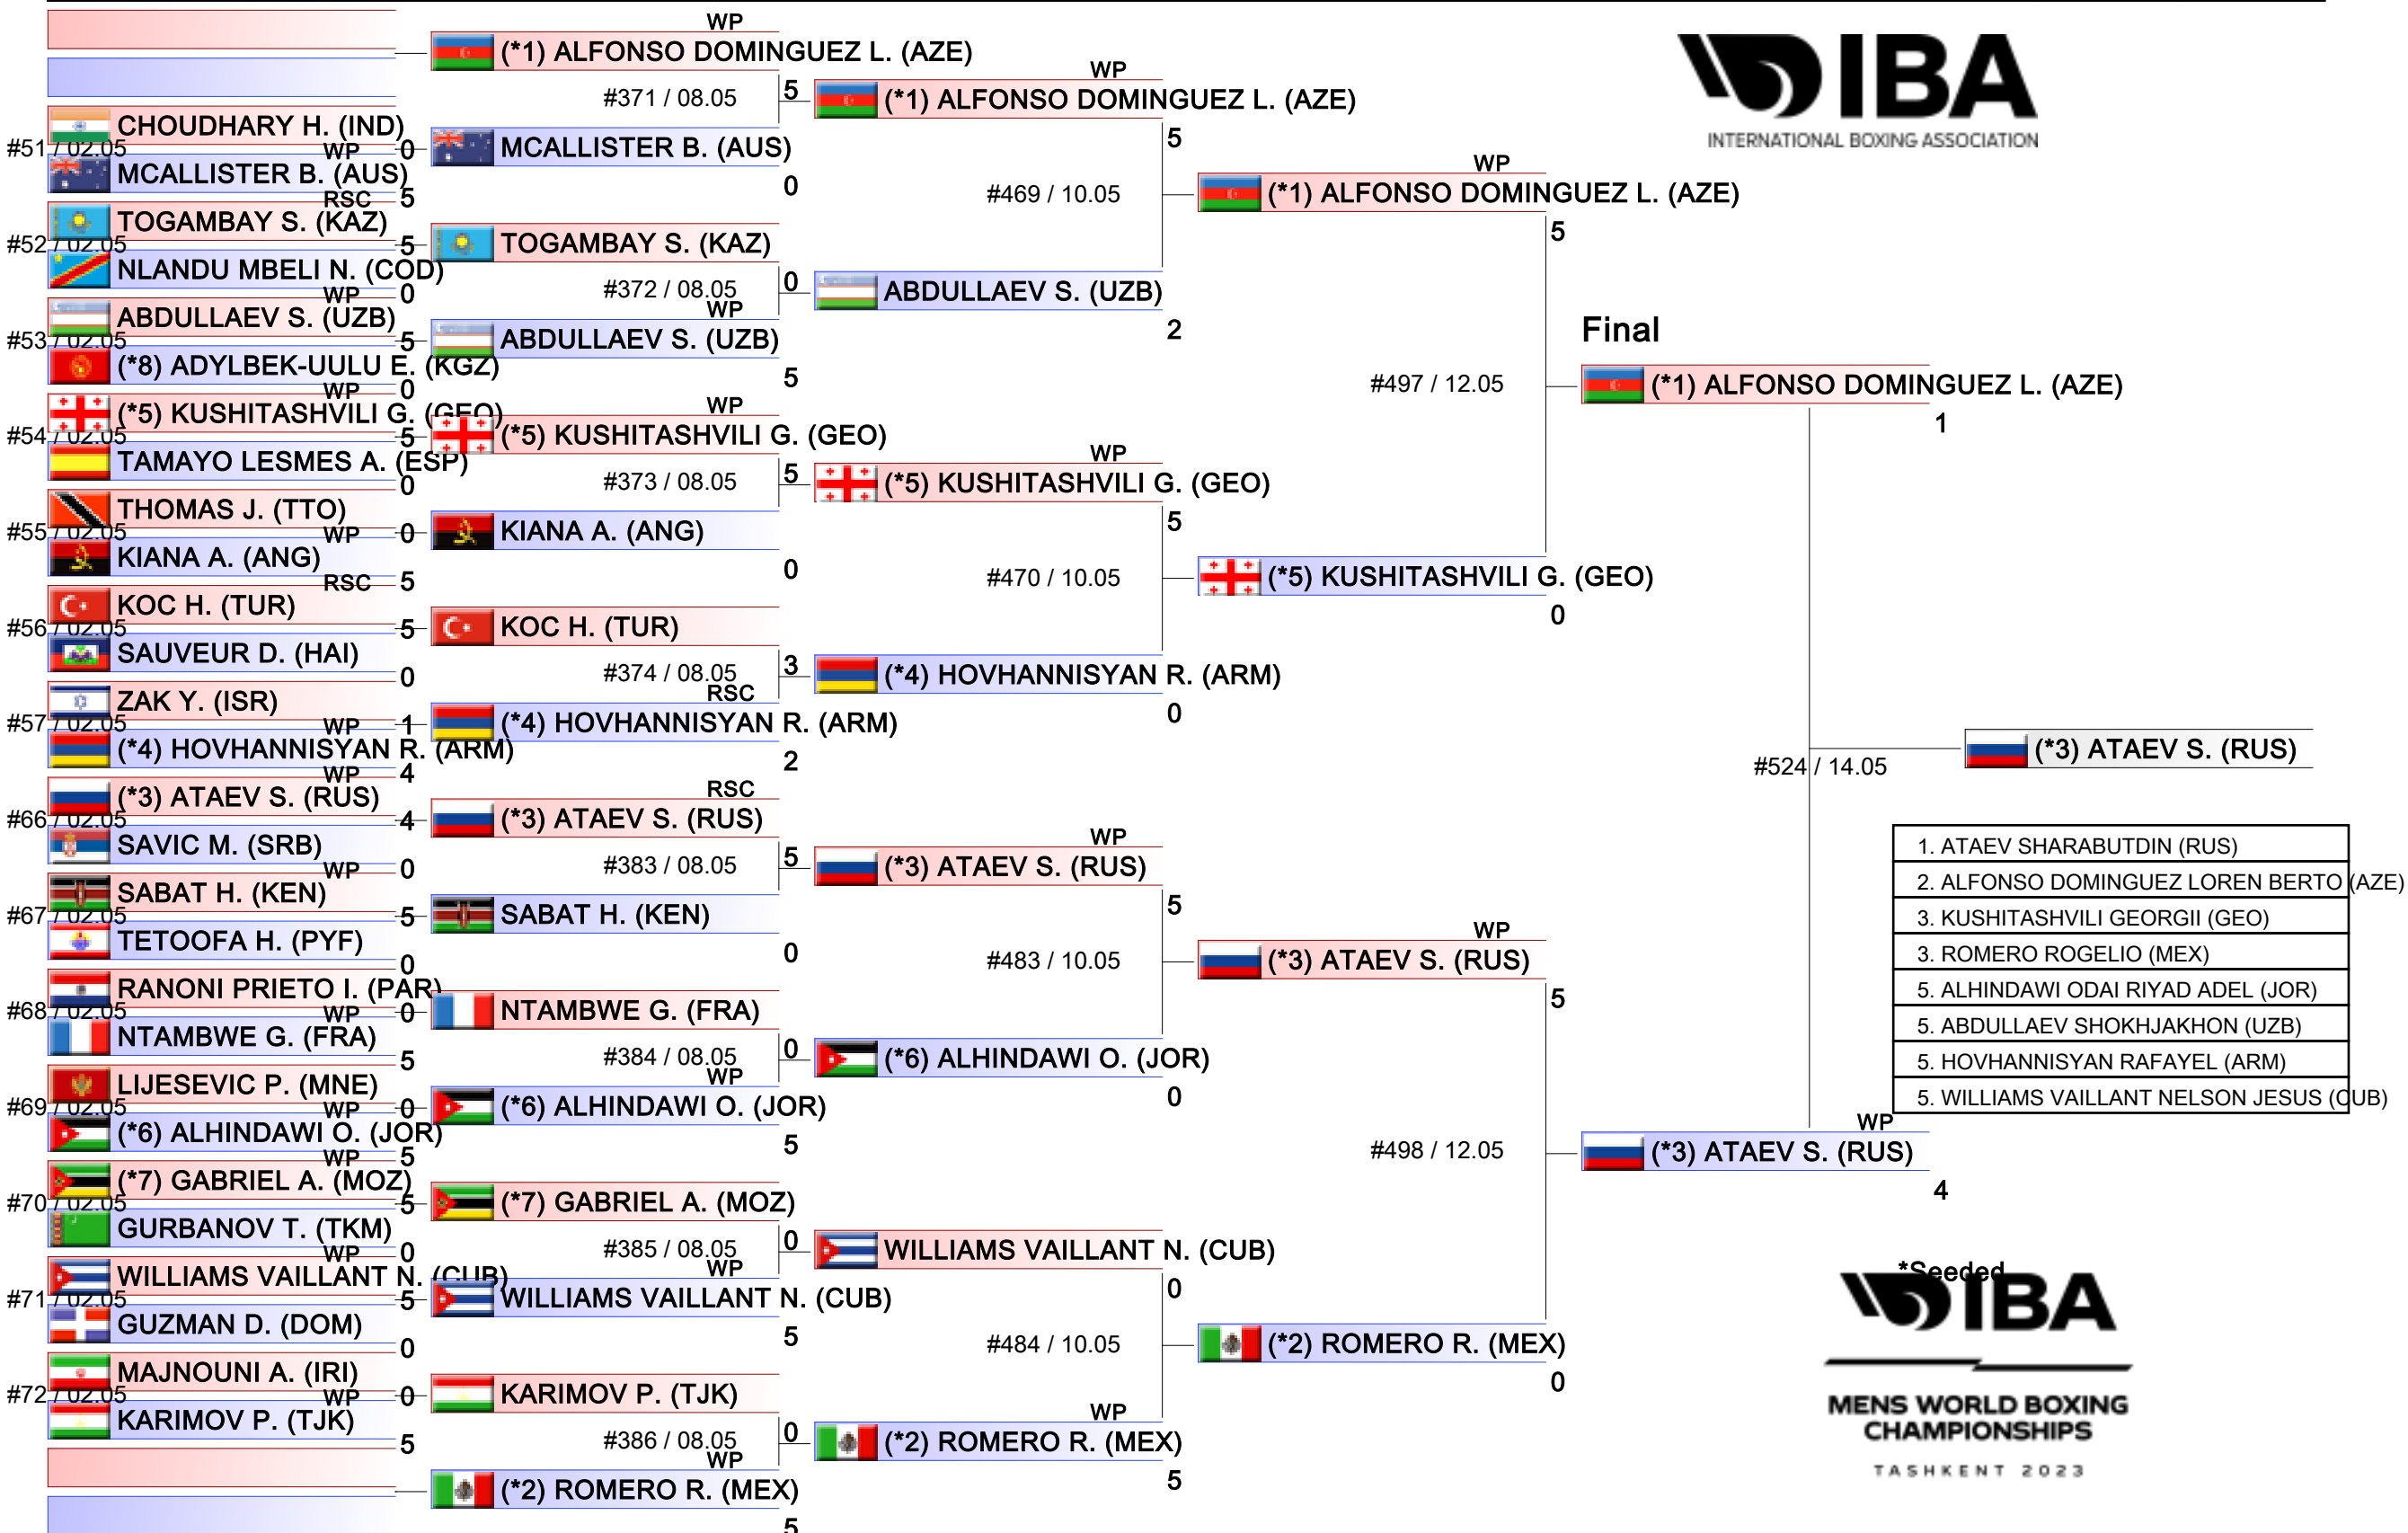 WP
(*1) ALFONSO DOMINGUEZ L. (AZE)
#371 / 08.05
5
#51 / 02.05
CHOUDHARY H. (IND)
0
WP
MCALLISTER B. (AUS)
5
MCALLISTER B. (AUS)
0
RSC
#52 / 02.05
TOGAMBAY S. (KAZ)
5
NLANDU MBELI N. (COD)
0
TOGAMBAY S. (KAZ)
#372 / 08.05
0
WP
#53 / 02.05
ABDULLAEV S. (UZB)
5
(*8) ADYLBEK-UULU E. (KGZ)
0
WP
ABDULLAEV S. (UZB)
5
WP
#54 / 02.05
(*5) KUSHITASHVILI G. (GEO)
5
TAMAYO LESMES A. (ESP)
0
WP
(*5) KUSHITASHVILI G. (GEO)
#373 / 08.05
5
#55 / 02.05
THOMAS J. (TTO)
0
WP
KIANA A. (ANG)
5
KIANA A. (ANG)
0
RSC
#56 / 02.05
KOC H. (TUR)
5
SAUVEUR D. (HAI)
0
KOC H. (TUR)
#374 / 08.05
3
#57 / 02.05
ZAK Y. (ISR)
1
WP
(*4) HOVHANNISYAN R. (ARM)
4
RSC
(*4) HOVHANNISYAN R. (ARM)
2
WP
#66 / 02.05
(*3) ATAEV S. (RUS)
4
SAVIC M. (SRB)
0
RSC
(*3) ATAEV S. (RUS)
#383 / 08.05
5
WP
#67 / 02.05
SABAT H. (KEN)
5
TETOOFA H. (PYF)
0
SABAT H. (KEN)
0
#68 / 02.05
RANONI PRIETO I. (PAR)
0
WP
NTAMBWE G. (FRA)
5
NTAMBWE G. (FRA)
#384 / 08.05
0
#69 / 02.05
LIJESEVIC P. (MNE)
0
WP
(*6) ALHINDAWI O. (JOR)
5
WP
(*6) ALHINDAWI O. (JOR)
5
WP
#70 / 02.05
(*7) GABRIEL A. (MOZ)
5
GURBANOV T. (TKM)
0
(*7) GABRIEL A. (MOZ)
#385 / 08.05
0
WP
#71 / 02.05
WILLIAMS VAILLANT N. (CUB)
5
GUZMAN D. (DOM)
0
WP
WILLIAMS VAILLANT N. (CUB)
5
#72 / 02.05
MAJNOUNI A. (IRI)
0
WP
KARIMOV P. (TJK)
5
KARIMOV P. (TJK)
#386 / 08.05
0
WP
(*2) ROMERO R. (MEX)
5
WP
(*1) ALFONSO DOMINGUEZ L. (AZE)
5
#469 / 10.05
ABDULLAEV S. (UZB)
2
WP
(*5) KUSHITASHVILI G. (GEO)
5
#470 / 10.05
(*4) HOVHANNISYAN R. (ARM)
0
WP
(*3) ATAEV S. (RUS)
5
#483 / 10.05
(*6) ALHINDAWI O. (JOR)
0
WILLIAMS VAILLANT N. (CUB)
0
#484 / 10.05
WP
(*2) ROMERO R. (MEX)
5
WP
(*1) ALFONSO DOMINGUEZ L. (AZE)
5
#497 / 12.05
(*5) KUSHITASHVILI G. (GEO)
0
WP
(*3) ATAEV S. (RUS)
5
#498 / 12.05
(*2) ROMERO R. (MEX)
0
IBA
INTERNATIONAL BOXING ASSOCIATION
Final
(*1) ALFONSO DOMINGUEZ L. (AZE)
1
#524 / 14.05
(*3) ATAEV S. (RUS)
1. ATAEV SHARABUTDIN (RUS)
2. ALFONSO DOMINGUEZ LOREN BERTO (AZE)
3. KUSHITASHVILI GEORGII (GEO)
3. ROMERO ROGELIO (MEX)
5. ALHINDAWI ODAI RIYAD ADEL (JOR)
5. ABDULLAEV SHOKHJAKHON (UZB)
5. HOVHANNISYAN RAFAYEL (ARM)
5. WILLIAMS VAILLANT NELSON JESUS (CUB)
WP
(*3) ATAEV S. (RUS)
4
*Seeded
IBA
MENS WORLD BOXING
CHAMPIONSHIPS
TASHKENT 2023